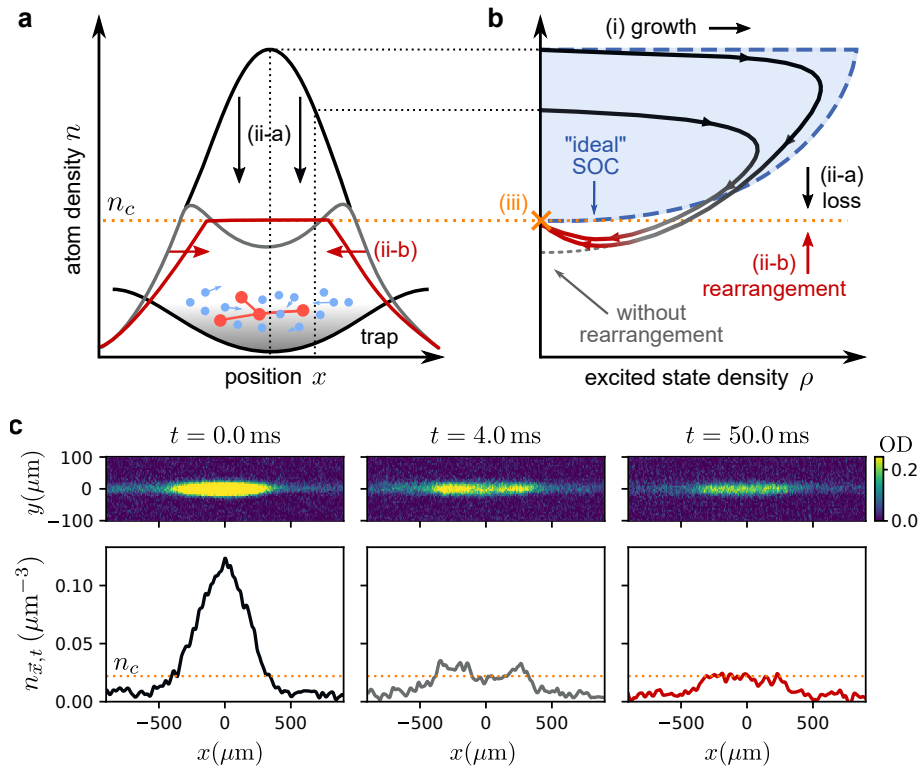 a
atom density n
n_c
(ii-a)
(ii-b)
trap
position x
b
(i) growth
"ideal"
SOC
(iii)
(ii-a)
loss
(ii-b)
rearrangement
without
rearrangement
excited state density ρ
c
t = 0.0 ms
t = 4.0 ms
t = 50.0 ms
OD
y(μm)
100
0
−100
0.2
0.0
n_{x⃗,t} (μm⁻³)
0.10
0.05
0.00
n_c
−500 0 500
−500 0 500
−500 0 500
x(μm)
x(μm)
x(μm)